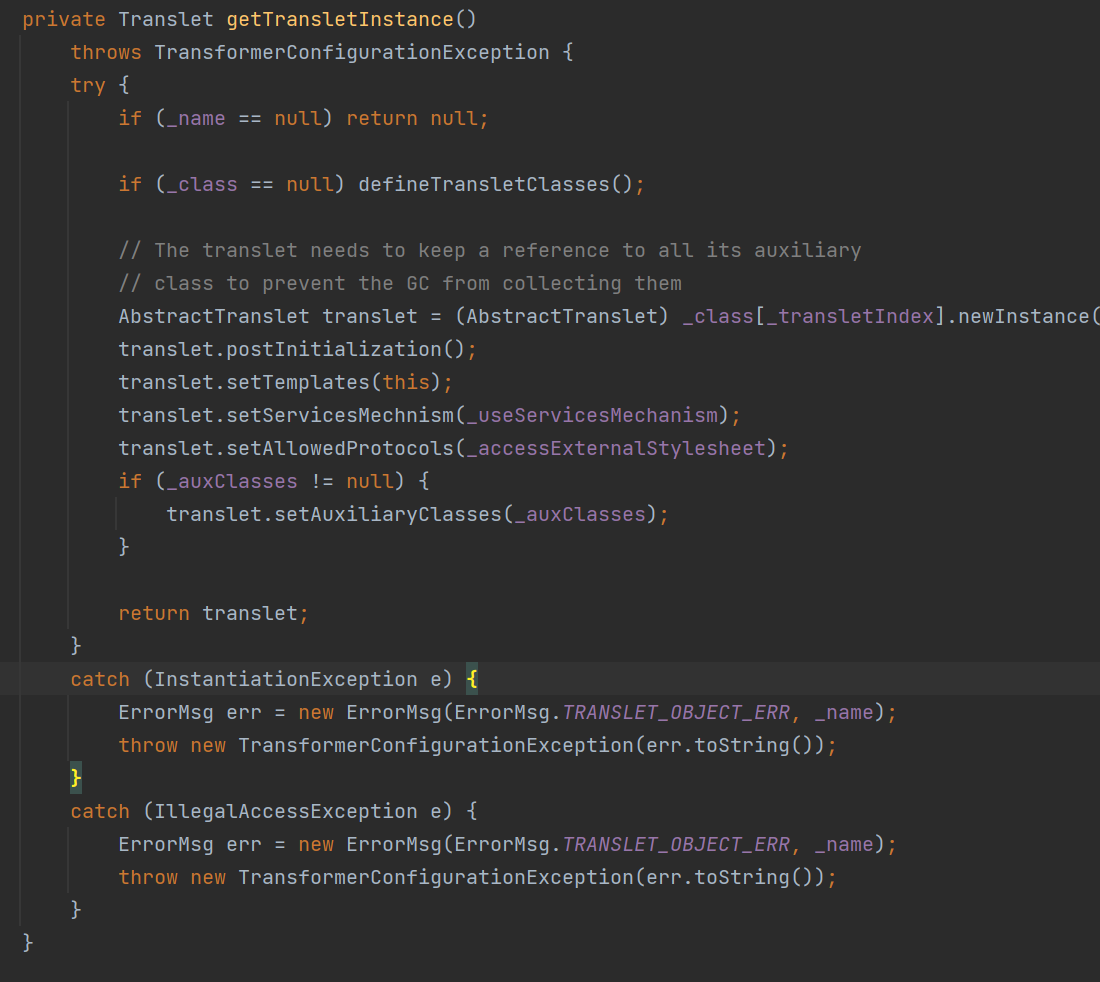 private Translet getTransletInstance()
    throws TransformerConfigurationException {
    try {
        if (_name == null) return null;

        if (_class == null) defineTransletClasses();

        // The translet needs to keep a reference to all its auxiliary
        // class to prevent the GC from collecting them
        AbstractTranslet translet = (AbstractTranslet) _class[_transletIndex].newInstance(
        translet.postInitialization();
        translet.setTemplates(this);
        translet.setServicesMechnism(_useServicesMechanism);
        translet.setAllowedProtocols(_accessExternalStylesheet);
        if (_auxClasses != null) {
            translet.setAuxiliaryClasses(_auxClasses);
        }

        return translet;
    }
    catch (InstantiationException e) {
        ErrorMsg err = new ErrorMsg(ErrorMsg.TRANSLET_OBJECT_ERR, _name);
        throw new TransformerConfigurationException(err.toString());
    }
    catch (IllegalAccessException e) {
        ErrorMsg err = new ErrorMsg(ErrorMsg.TRANSLET_OBJECT_ERR, _name);
        throw new TransformerConfigurationException(err.toString());
    }
}